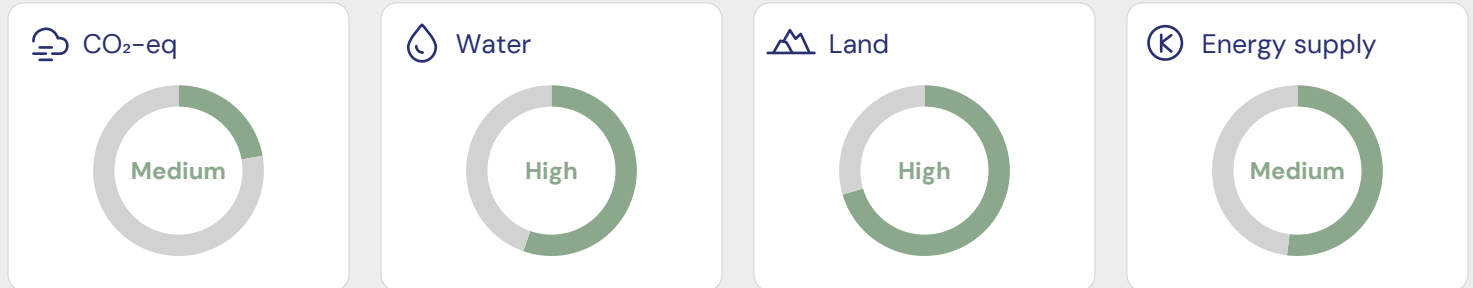 CO₂-eq
Medium
Water
High
Land
High
Energy supply
Medium